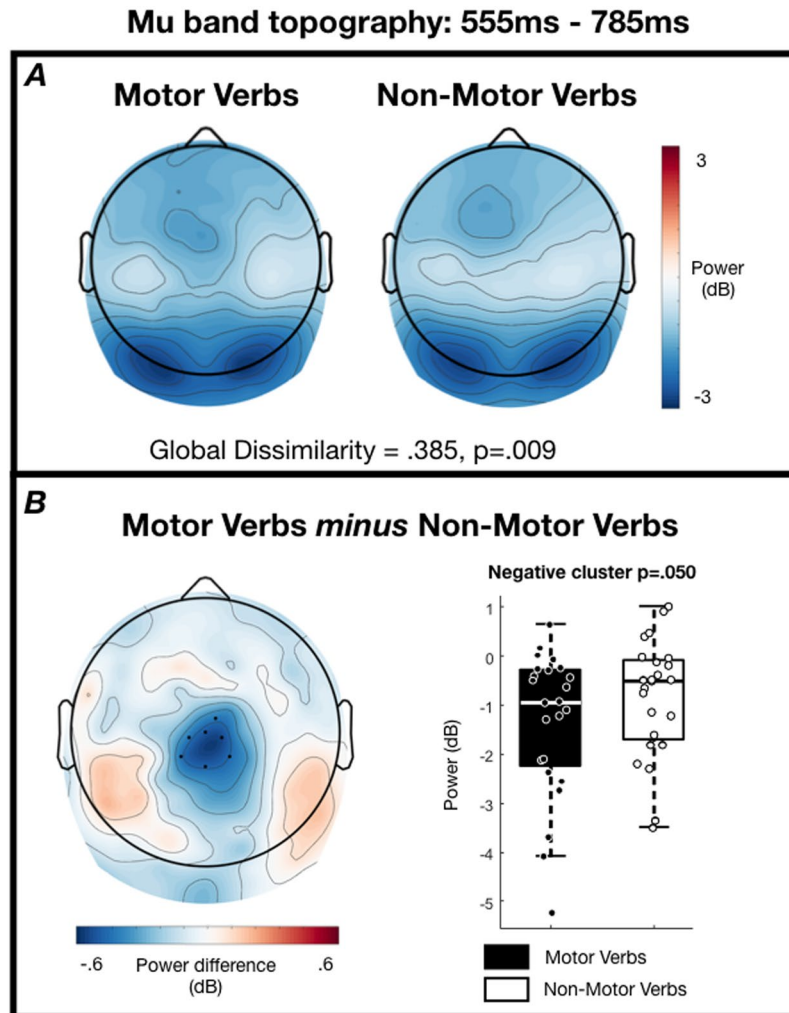 Mu band topography: 555ms - 785ms
A
Motor Verbs
Non-Motor Verbs
3
Power
(dB)
-3
Global Dissimilarity = .385, p=.009
B
Motor Verbs minus Non-Motor Verbs
Negative cluster p=.050
1
0
-1
-2
-3
-4
-5
Power (dB)
-.6
Power difference
(dB)
.6
Motor Verbs
Non-Motor Verbs